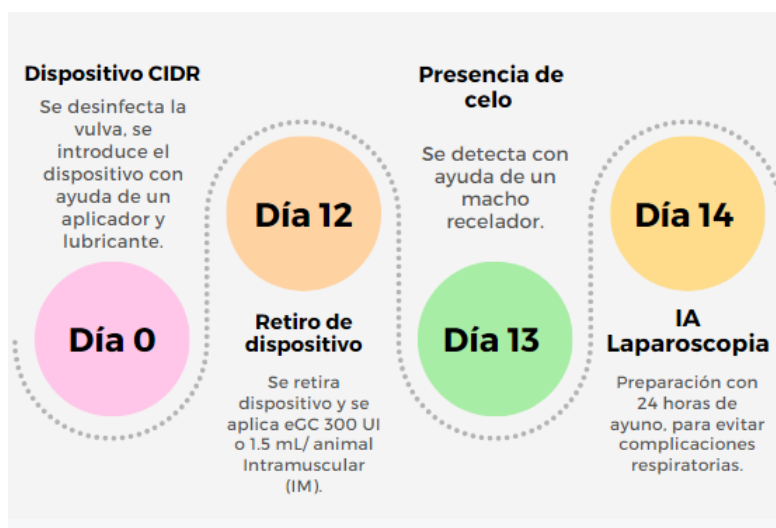 Dispositivo CIDR
Se desinfecta la
vulva, se
introduce el
dispositivo con
ayuda de un
aplicador y
lubricante.
Día 0
Día 12
Retiro de
dispositivo
Se retira
dispositivo y se
aplica eGC 300 UI
o 1.5 mL/ animal
Intramuscular
(IM).
Presencia de
celo
Se detecta con
ayuda de un
macho
recelador.
Día 13
Día 14
IA
Laparoscopia
Preparación con
24 horas de
ayuno, para evitar
complicaciones
respiratorias.